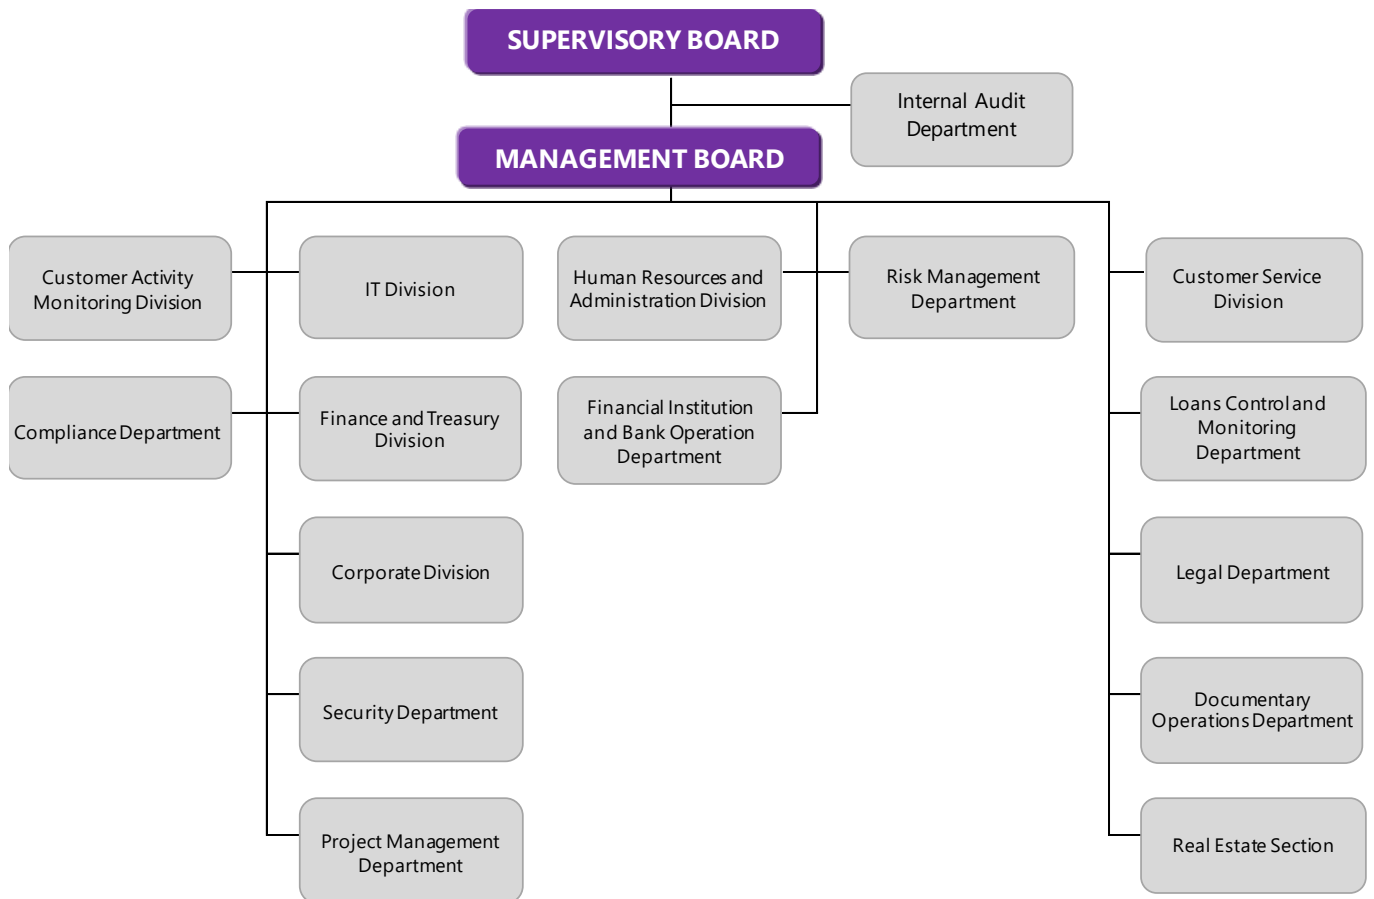 SUPERVISORY BOARD
Internal Audit
Department
MANAGEMENT BOARD
Customer Activity
Monitoring Division
IT Division
Human Resources and
Administration Division
Risk Management
Department
Customer Service
Division
Compliance Department
Finance and Treasury
Division
Financial Institution
and Bank Operation
Department
Loans Control and
Monitoring
Department
Corporate Division
Legal Department
Security Department
Documentary
Operations Department
Project Management
Department
Real Estate Section